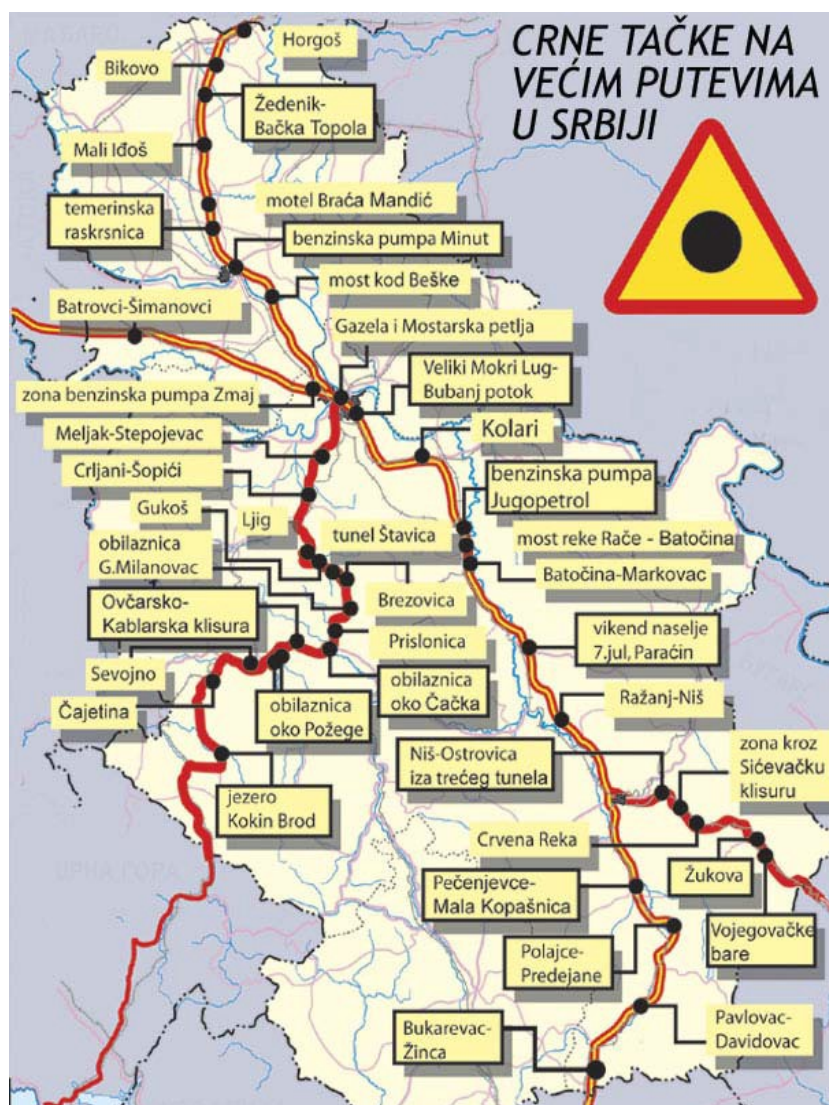 CRNE TAČKE NA
VEĆIM PUTEVIMA
U SRBIJI
Horgoš
Bikovo
Žedenik-
Bačka Topola
Mali Iđoš
motel Braća Mandić
temerinska
raskrsnica
benzinska pumpa Minut
most kod Beške
Batrovci-Šimanovci
Gazela i Mostarska petlja
Veliki Mokri Lug-
Bubanj potok
zona benzinska pumpa Zmaj
Meljak-Stepojevac
Kolari
Crljani-Šopići
benzinska pumpa
Jugopetrol
Gukoš
Ljig
tunel Štavica
most reke Rače - Batočina
obilaznica
G.Milanovac
Batočina-Markovac
Brezovica
Ovčarsko-
Kablarska klisura
Prislonica
vikend naselje
7.jul, Paraćin
Sevojno
obilaznica
oko Čačka
Čajetina
obilaznica
oko Požege
Ražanj-Niš
Niš-Ostrovica
iza trećeg tunela
zona kroz
Sićevačku
klisuru
jezero
Kokin Brod
Crvena Reka
ЦРНА ГОРА
Žukova
Pečenjevce-
Mala Kopašnica
Vojegovačke
bare
Polajce-
Predejane
Pavlovac-
Davidovac
Bukarevac-
Žinca